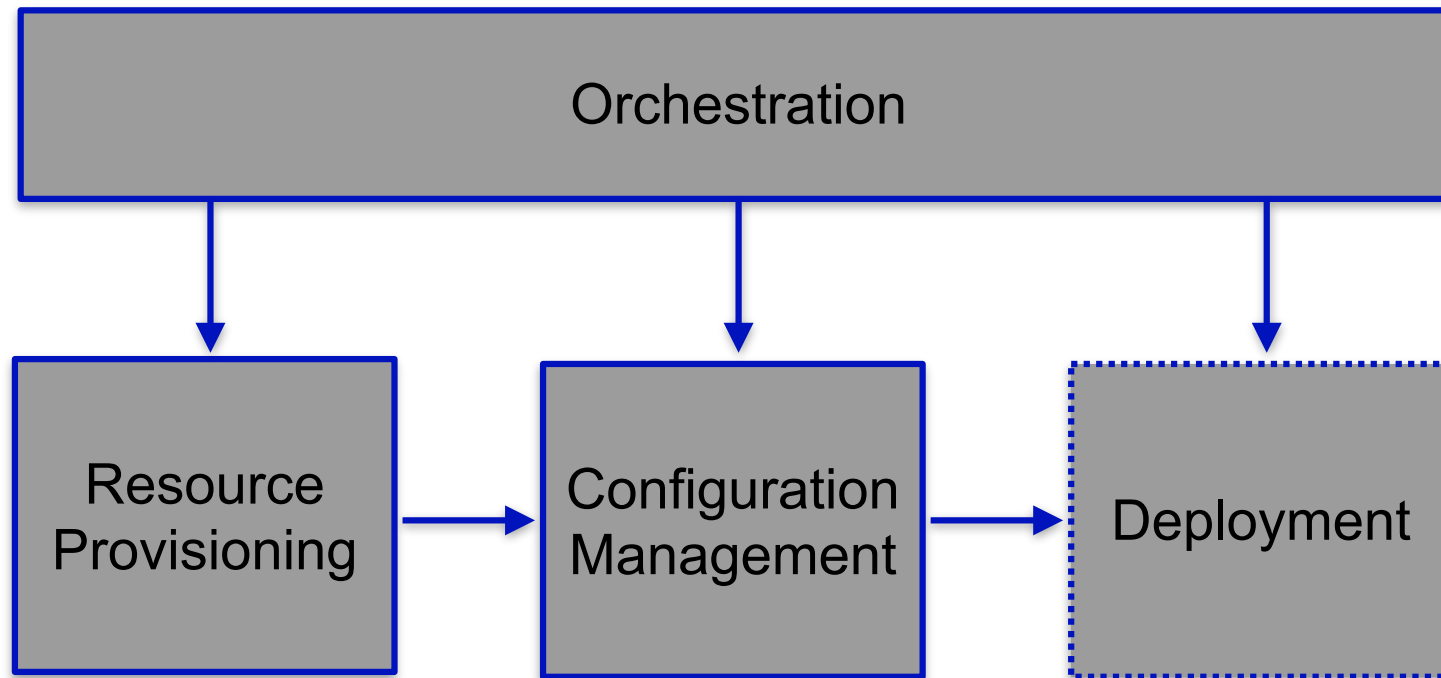 Orchestration
Resource
Provisioning
Configuration
Management
Deployment